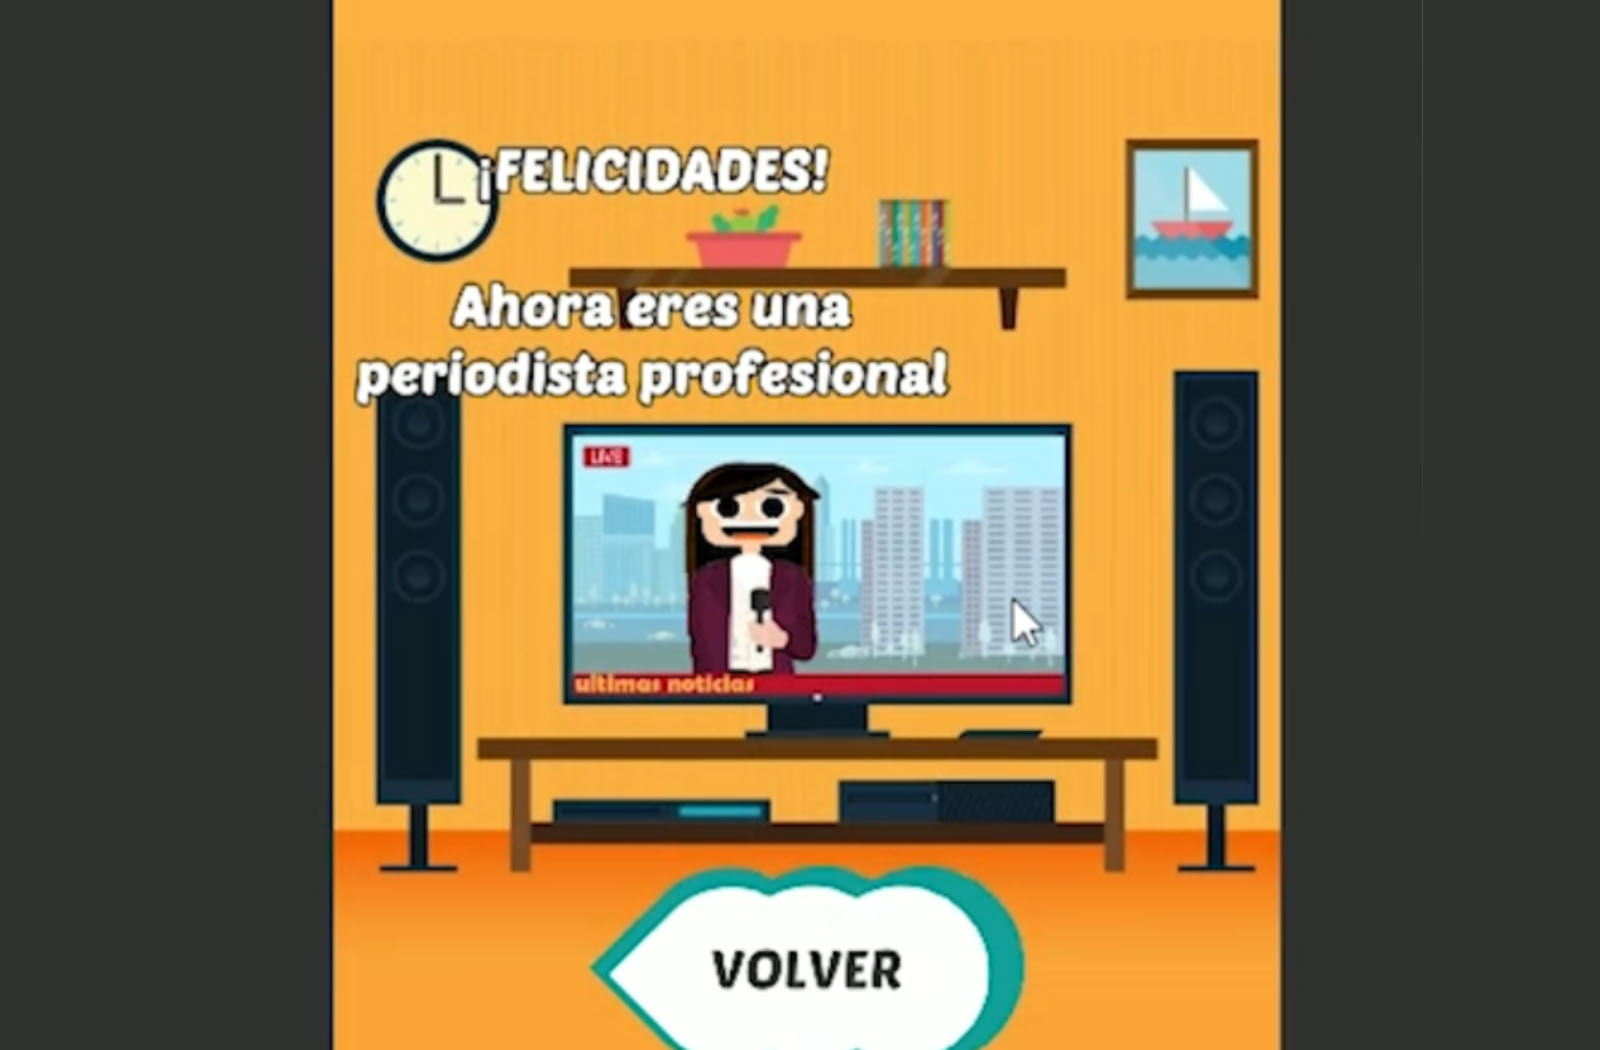 ¡FELICIDADES!
Ahora eres una
periodista profesional
LIVE
ultimas noticias
VOLVER